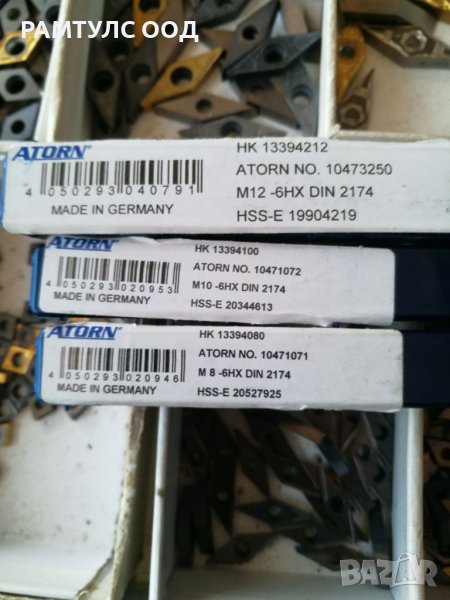 РАМТУЛС ООД
ATORN
4 050293 040791
MADE IN GERMANY
HK 13394212
ATORN NO. 10473250
M12 -6HX DIN 2174
HSS-E 19904219
ATORN
4 050293 020953
MADE IN GERMANY
HK 13394100
ATORN NO. 10471072
M10 -6HX DIN 2174
HSS-E 20344613
ATORN
4 050293 020946
MADE IN GERMANY
HK 13394080
ATORN NO. 10471071
M 8 -6HX DIN 2174
HSS-E 20527925
BAZAR